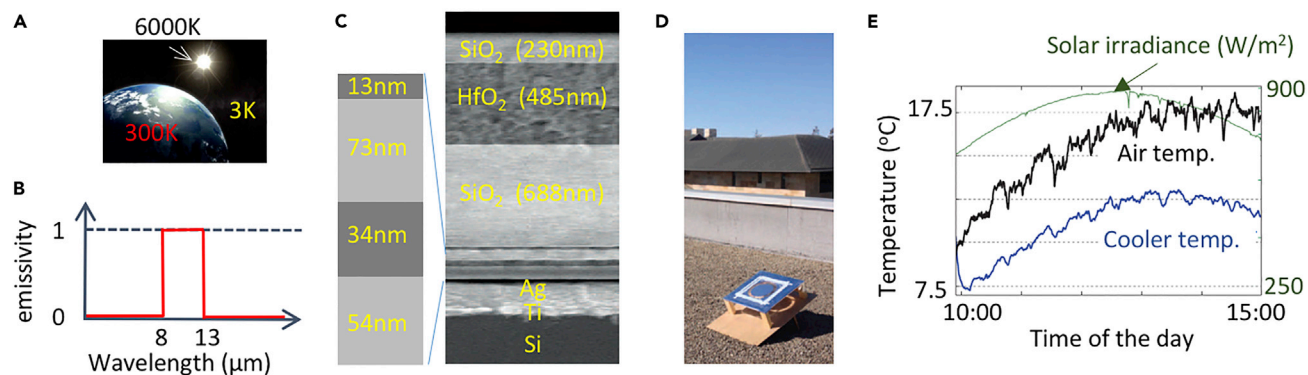 A
6000K
3K
300K
B
emissivity
1
0
8
13
Wavelength (μm)
C
13nm
73nm
34nm
54nm
SiO₂ (230nm)
HfO₂ (485nm)
SiO₂ (688nm)
Ag
Ti
Si
D
E
Solar irradiance (W/m²)
Temperature (°C)
17.5
7.5
900
250
Air temp.
Cooler temp.
10:00
15:00
Time of the day